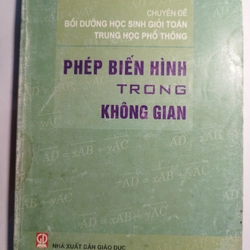 CHUYÊN ĐỀ
BỒI DƯỠNG HỌC SINH GIỎI TOÁN
TRUNG HỌC PHỔ THÔNG
PHÉP BIẾN HÌNH
TRONG
KHÔNG GIAN
NHÀ XUẤT BẢN GIÁO DỤC